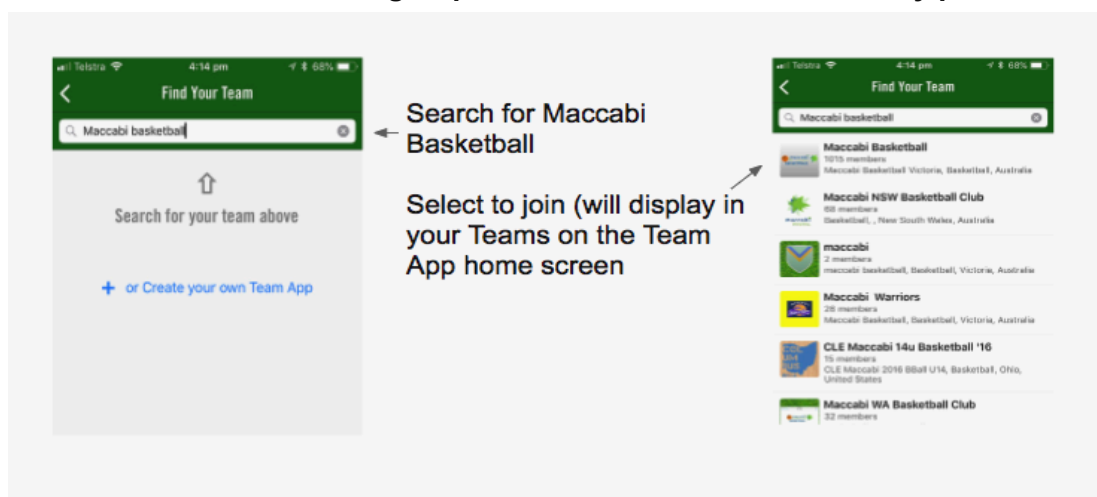 Telstra 4:14 pm 68%
Find Your Team
Maccabi basketball
Search for your team above
+ or Create your own Team App
Search for Maccabi
Basketball
Select to join (will display in
your Teams on the Team
App home screen
Telstra 4:14 pm 68%
Find Your Team
Maccabi basketball
Maccabi Basketball
1015 members
Maccabi Basketball Victoria, Basketball, Australia
Maccabi NSW Basketball Club
68 members
Basketball, , New South Wales, Australia
maccabi
2 members
maccabi basketball, Basketball, Victoria, Australia
Maccabi Warriors
28 members
Maccabi Basketball, Basketball, Victoria, Australia
CLE Maccabi 14u Basketball '16
15 members
CLE Maccabi 2016 BBall U14, Basketball, Ohio,
United States
Maccabi WA Basketball Club
32 members